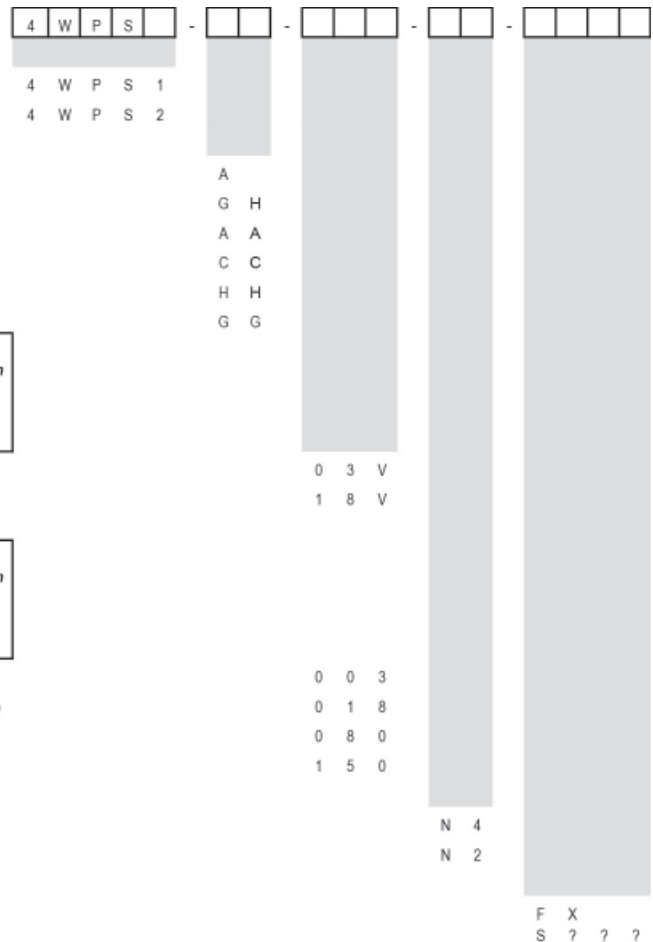 4 W P S - - - -
4 W P S 1
4 W P S 2
A
G H
A A
C C
H H
G G
0 3 V
1 8 V
0 0 3
0 1 8
0 8 0
1 5 0
N 4
N 2
F X
S ? ? ?